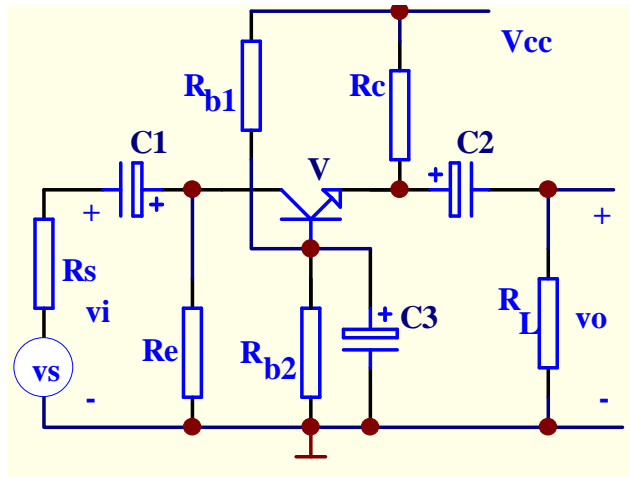 Vcc
Rb1
Rc
C1
V
C2
+
+
+
+
Rs
vi
Re
Rb2
+
C3
RL
vo
vs
-
-